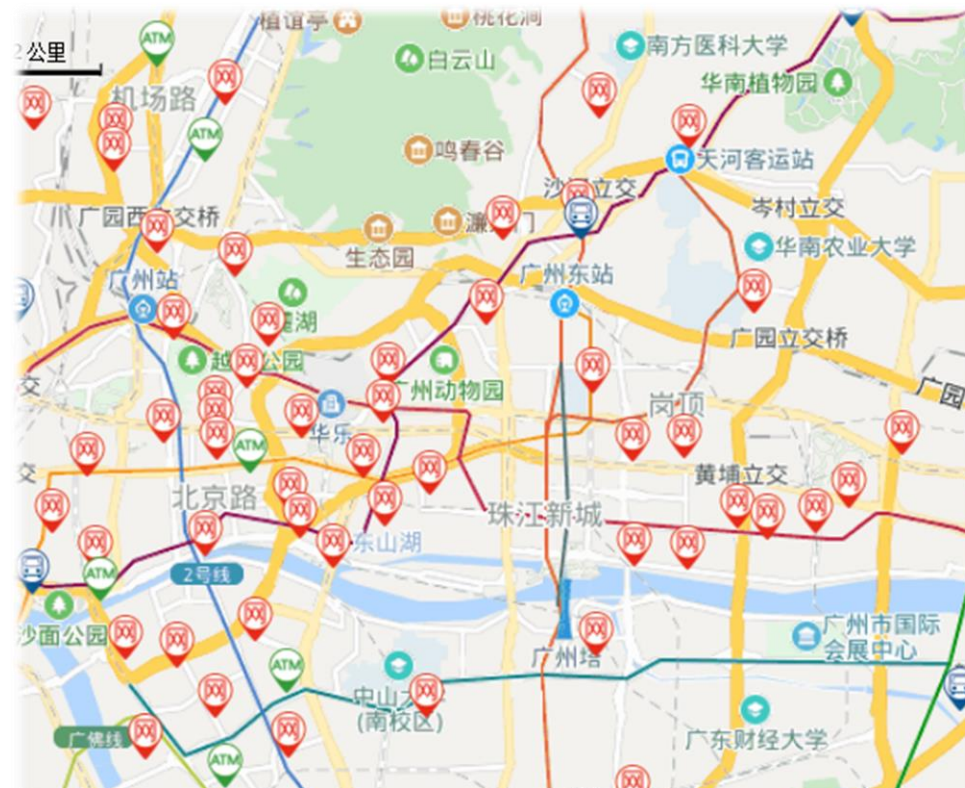 植谊亭
桃花涧
ATM
公里
南方医科大学
白云山
华南植物园
机场路
ATM
鸣春谷
天河客运站
沙河立交
岑村立交
广园西立交桥
门
华南农业大学
生态园
广州站
广州东站
麓湖
广园立交桥
越秀公园
广州动物园
交
广园
岗顶
华乐
ATM
交
黄埔立交
北京路
珠江新城
东山湖
2号线
ATM
沙面公园
广州市国际
会展中心
广州塔
ATM
中山大
(南校区)
广佛线
广东财经大学
ATM